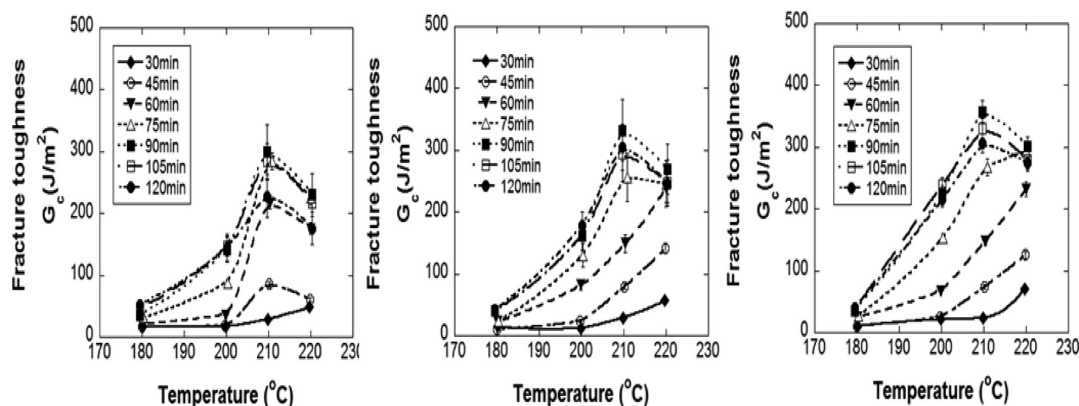 Fracture toughness
G_c (J/m²)
500
400
300
200
100
0
30min
45min
60min
75min
90min
105min
120min
170 180 190 200 210 220 230
Temperature (°C)
Fracture toughness
G_c (J/m²)
500
400
300
200
100
0
30min
45min
60min
75min
90min
105min
120min
170 180 190 200 210 220 230
Temperature (°C)
Fracture toughness
G_c (J/m²)
500
400
300
200
100
0
30min
45min
60min
75min
90min
105min
120min
170 180 190 200 210 220 230
Temperature (°C)